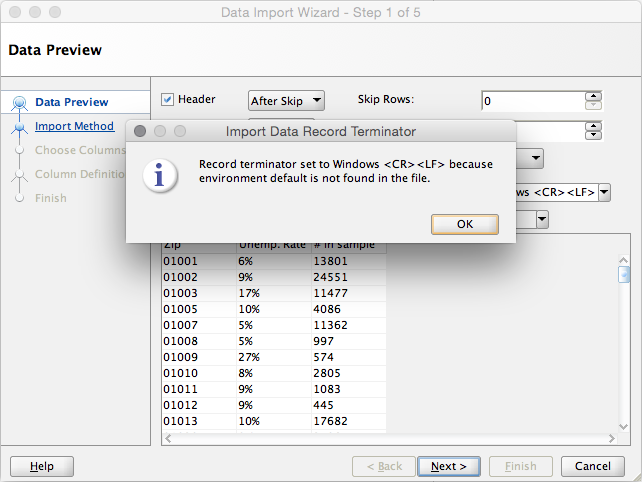 Data Import Wizard - Step 1 of 5
Data Preview
Data Preview
Import Method
Choose Columns
Column Definitio
Finish
Header After Skip Skip Rows: 0
Import Data Record Terminator
Record terminator set to Windows <CR><LF> because
environment default is not found in the file.
OK
ws <CR><LF>
Zip Unemp. Rate # in sample
01001 6% 13801
01002 9% 24551
01003 17% 11477
01005 10% 4086
01007 5% 11362
01008 5% 997
01009 27% 574
01010 8% 2805
01011 9% 1083
01012 9% 445
01013 10% 17682
Help < Back Next > Finish Cancel